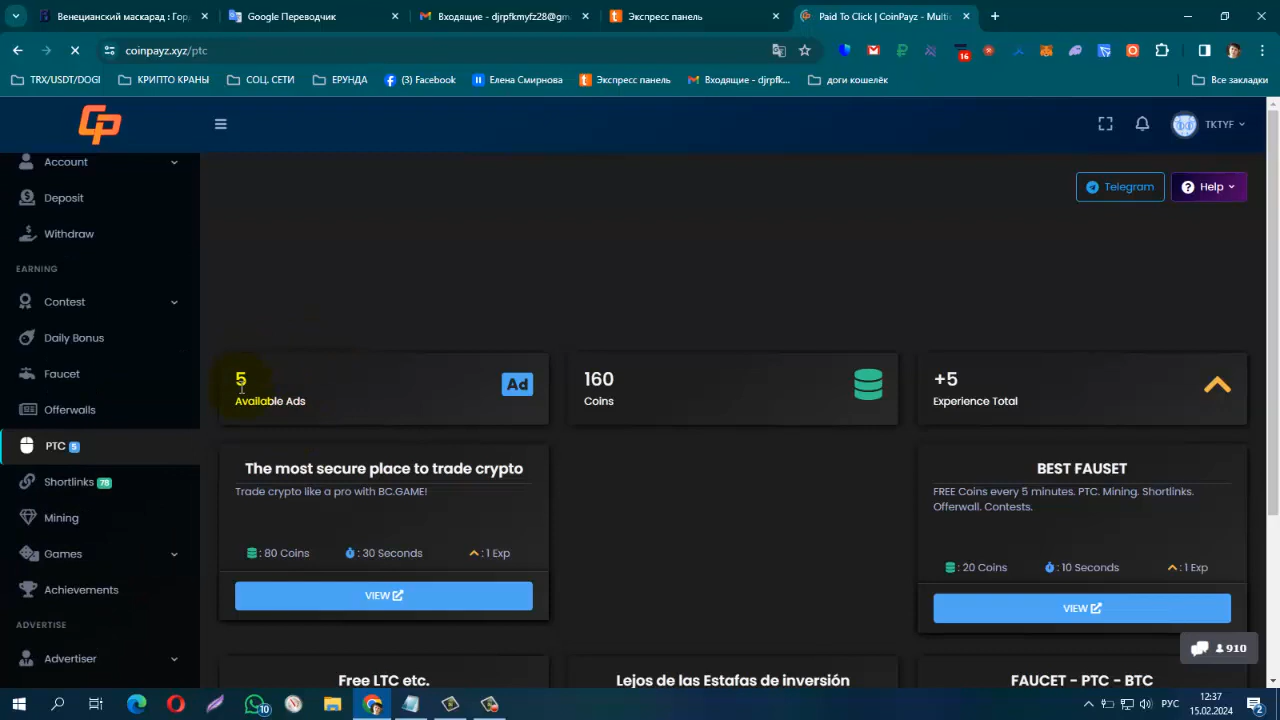 Венецианский маскарад : Гор
Google Переводчик
Входящие - djrpfkmyfz28@gm
Экспресс панель
Paid To Click | CoinPayz - Multic
coinpayz.xyz/ptc
16
TRX/USDT/DOGI
КРИПТО КРАНЫ
СОЦ. СЕТИ
ЕРУНДА
(3) Facebook
Елена Смирнова
Экспресс панель
Входящие - djrpfk...
доги кошелёк
Все закладки
CP
TKTYF
Account
Deposit
Withdraw
EARNING
Contest
Daily Bonus
Faucet
Offerwalls
PTC 5
Shortlinks 78
Mining
Games
Achievements
ADVERTISE
Advertiser
Telegram
Help
5
Available Ads
Ad
160
Coins
+5
Experience Total
The most secure place to trade crypto
Trade crypto like a pro with BC.GAME!
: 80 Coins
: 30 Seconds
: 1 Exp
VIEW
BEST FAUSET
FREE Coins every 5 minutes. PTC. Mining. Shortlinks.
Offerwall. Contests.
: 20 Coins
: 10 Seconds
: 1 Exp
VIEW
910
Free LTC etc.
Lejos de las Estafas de inversión
FAUCET - PTC - BTC
10
РУС
12:37
15.02.2024
2